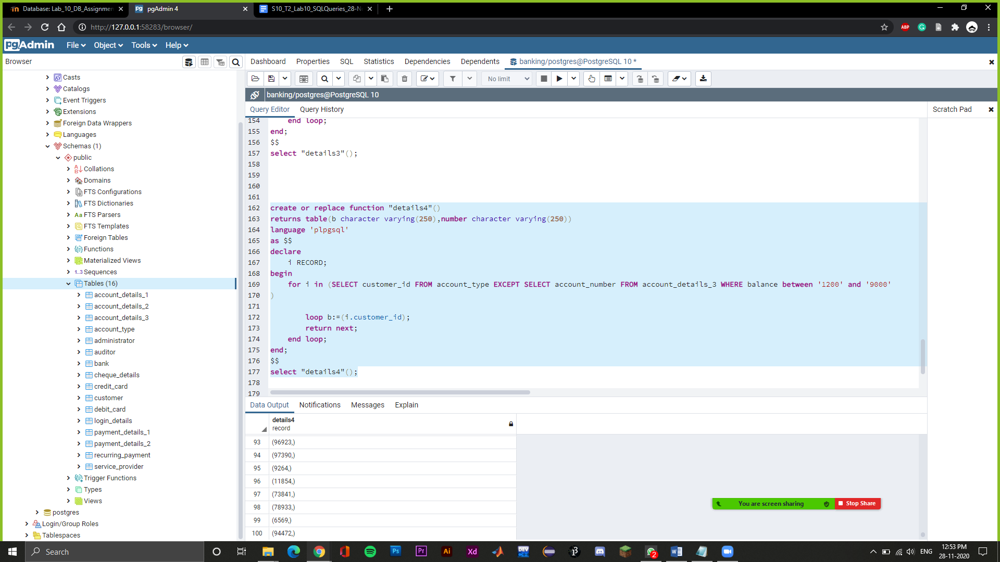 Database: Lab_10_DB_Assignmen
pgAdmin 4
S10_T2_Lab10_SQLQueries_28-N
http://127.0.0.1:58283/browser/
ABP
pgAdmin
File
Object
Tools
Help
Browser
Dashboard
Properties
SQL
Statistics
Dependencies
Dependents
banking/postgres@PostgreSQL 10 *
No limit
banking/postgres@PostgreSQL 10
Query Editor
Query History
Scratch Pad
Casts
Catalogs
Event Triggers
Extensions
Foreign Data Wrappers
Languages
Schemas (1)
public
Collations
Domains
FTS Configurations
FTS Dictionaries
FTS Parsers
FTS Templates
Foreign Tables
Functions
Materialized Views
1..3 Sequences
Tables (16)
account_details_1
account_details_2
account_details_3
account_type
administrator
auditor
bank
cheque_details
credit_card
customer
debit_card
login_details
payment_details_1
payment_details_2
recurring_payment
service_provider
Trigger Functions
Types
Views
postgres
Login/Group Roles
Tablespaces
154 end loop;
155 end;
156 $$
157 select "details3"();
158
159
160
161
162 create or replace function "details4"()
163 returns table(b character varying(250),number character varying(250))
164 language 'plpgsql'
165 as $$
166 declare
167 i RECORD;
168 begin
169 for i in (SELECT customer_id FROM account_type EXCEPT SELECT account_number FROM account_details_3 WHERE balance between '1200' and '9000'
170 )
171
172 loop b:=(i.customer_id);
173 return next;
174 end loop;
175 end;
176 $$
177 select "details4"();
178
179
Data Output
Notifications
Messages
Explain
details4
record
93 (96923,)
94 (97390,)
95 (9264,)
96 (11854,)
97 (73841,)
98 (78933,)
99 (6569,)
100 (94472,)
You are screen sharing
Stop Share
Search
Ps
Pr
Ai
Xd
DEV
C++
2
ENG
12:53 PM
28-11-2020